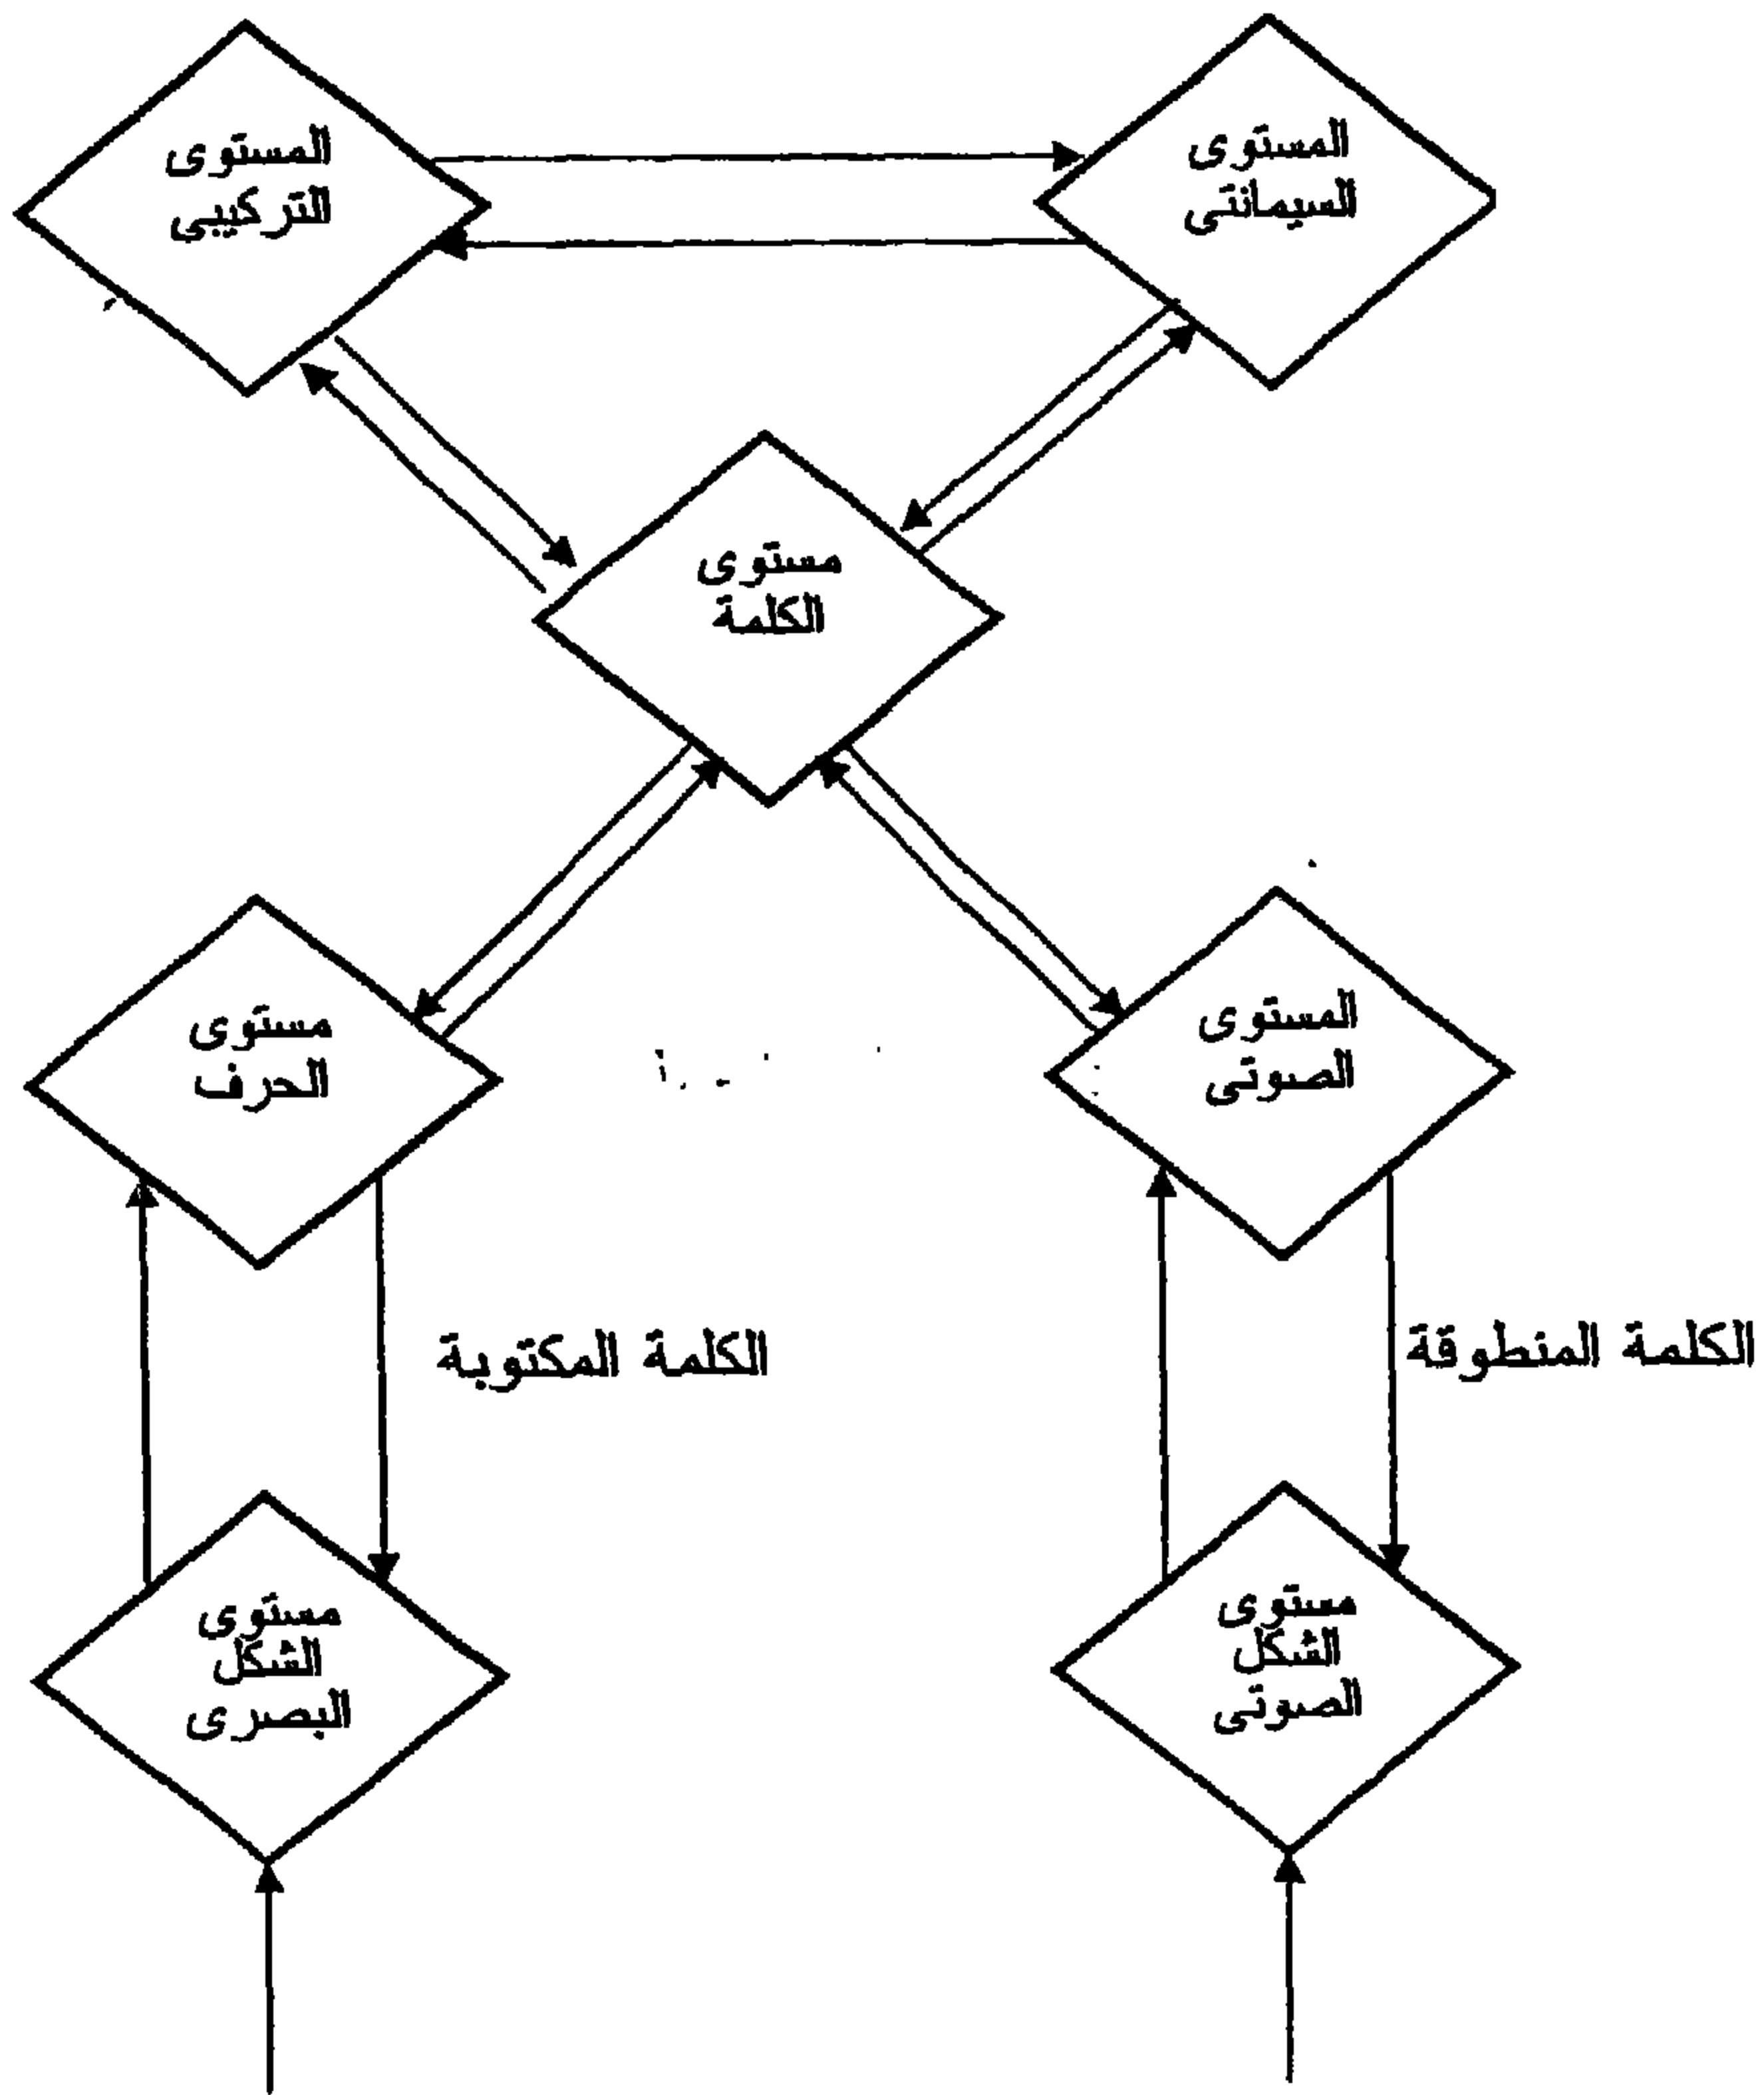 المستوى
السيمانتى
المستوى
التركيبى
مستوى
الكلمة
المستوى
الصوتى
مستوى
الحرف
الكلمة المنطوقة
الكلمة المكتوبة
مستوى
الشكل
الصوتى
مستوى
الشكل
البصرى